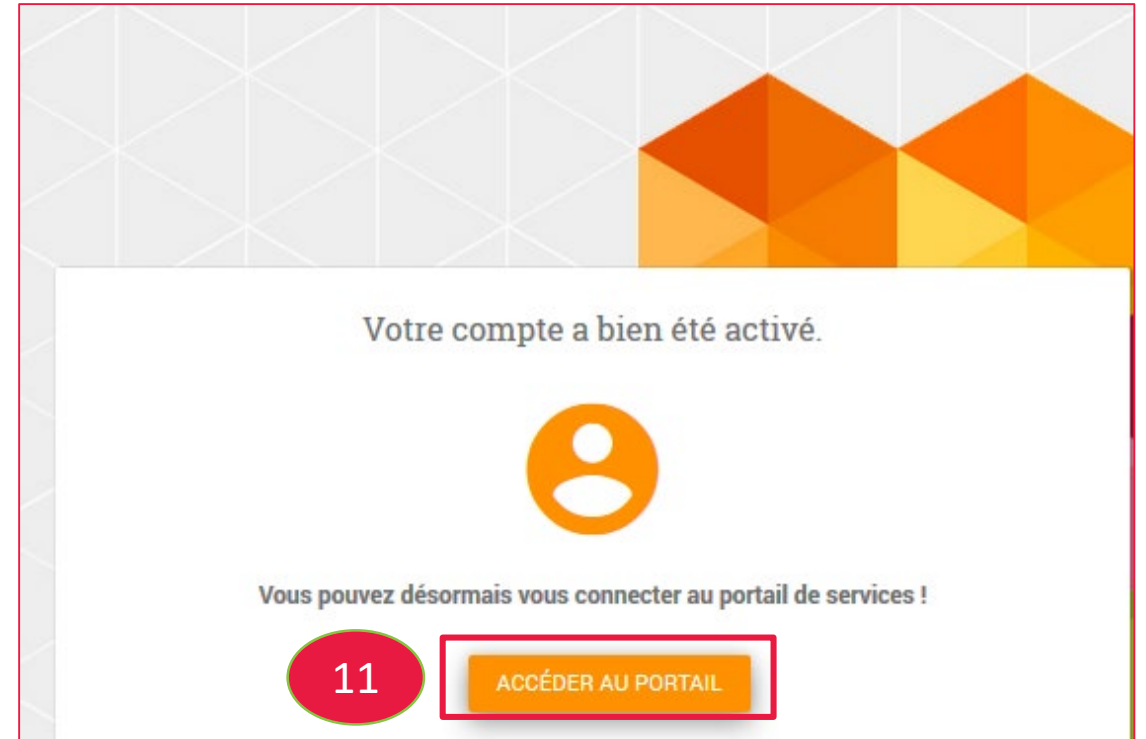 Votre compte a bien été activé.
Vous pouvez désormais vous connecter au portail de services !
11
ACCÉDER AU PORTAIL